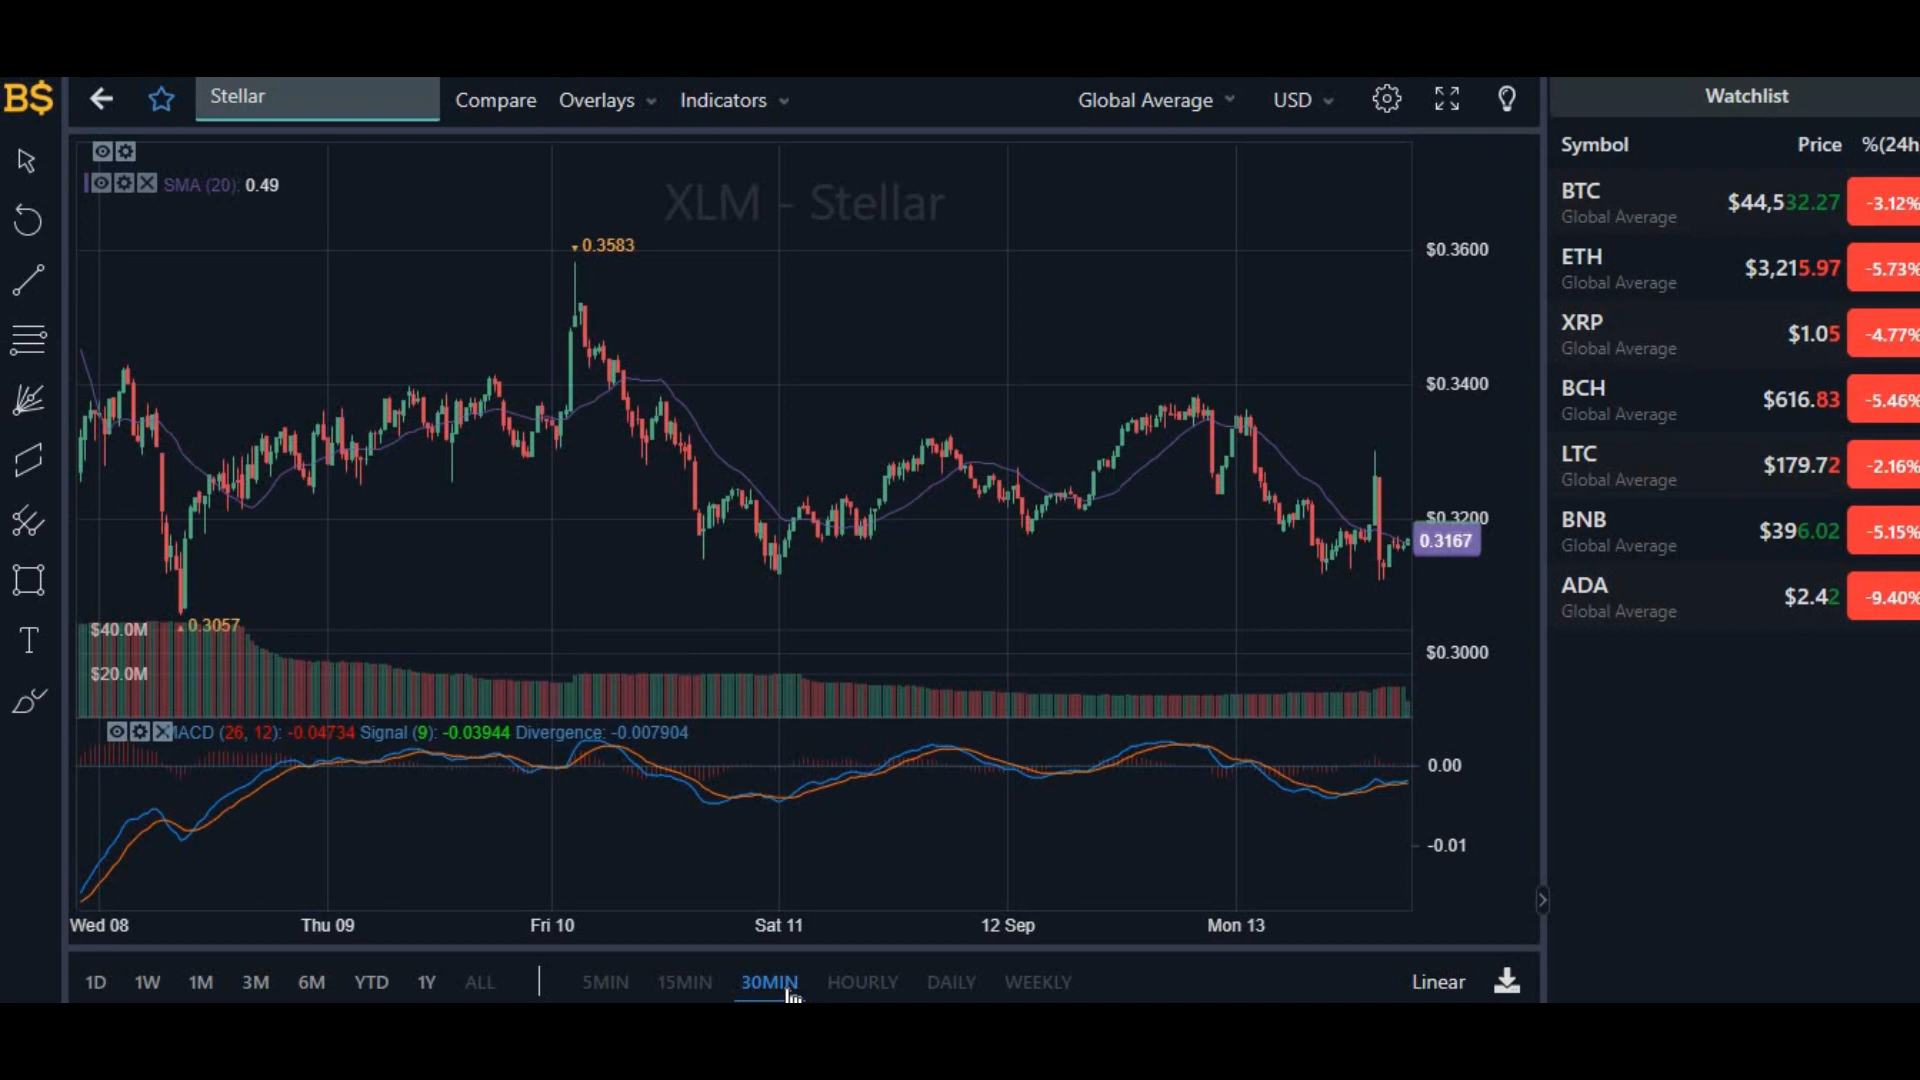 B$
Stellar
Compare Overlays Indicators Global Average USD
SMA (20): 0.49
XLM - Stellar
0.3583
0.3057
$0.3600
$0.3400
$0.3200
0.3167
$0.3000
$40.0M
$20.0M
MACD (26, 12): -0.04734 Signal (9): -0.03944 Divergence: -0.007904
0.00
-0.01
Wed 08 Thu 09 Fri 10 Sat 11 12 Sep Mon 13
1D 1W 1M 3M 6M YTD 1Y ALL 5MIN 15MIN 30MIN HOURLY DAILY WEEKLY Linear
Watchlist
Symbol Price %(24h
BTC $44,532.27 -3.12%
Global Average
ETH $3,215.97 -5.73%
Global Average
XRP $1.05 -4.77%
Global Average
BCH $616.83 -5.46%
Global Average
LTC $179.72 -2.16%
Global Average
BNB $396.02 -5.15%
Global Average
ADA $2.42 -9.40%
Global Average
T